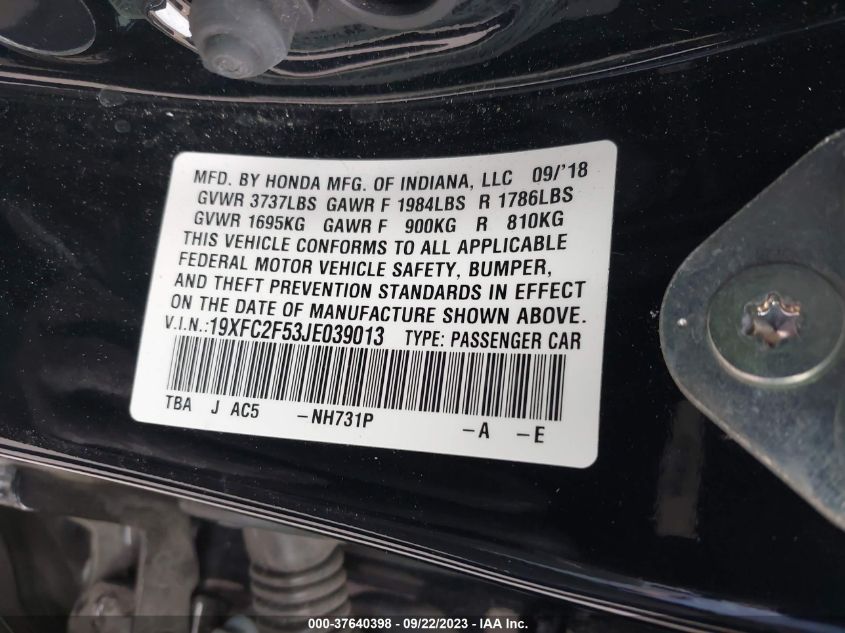 MFD. BY HONDA MFG. OF INDIANA, LLC 09/'18
GVWR 3737LBS GAWR F 1984LBS R 1786LBS
GVWR 1695KG GAWR F 900KG R 810KG
THIS VEHICLE CONFORMS TO ALL APPLICABLE
FEDERAL MOTOR VEHICLE SAFETY, BUMPER,
AND THEFT PREVENTION STANDARDS IN EFFECT
ON THE DATE OF MANUFACTURE SHOWN ABOVE.
V.I.N.:19XFC2F53JE039013 TYPE: PASSENGER CAR
TBA J AC5 -NH731P -A -E
000-37640398 - 09/22/2023 - IAA Inc.